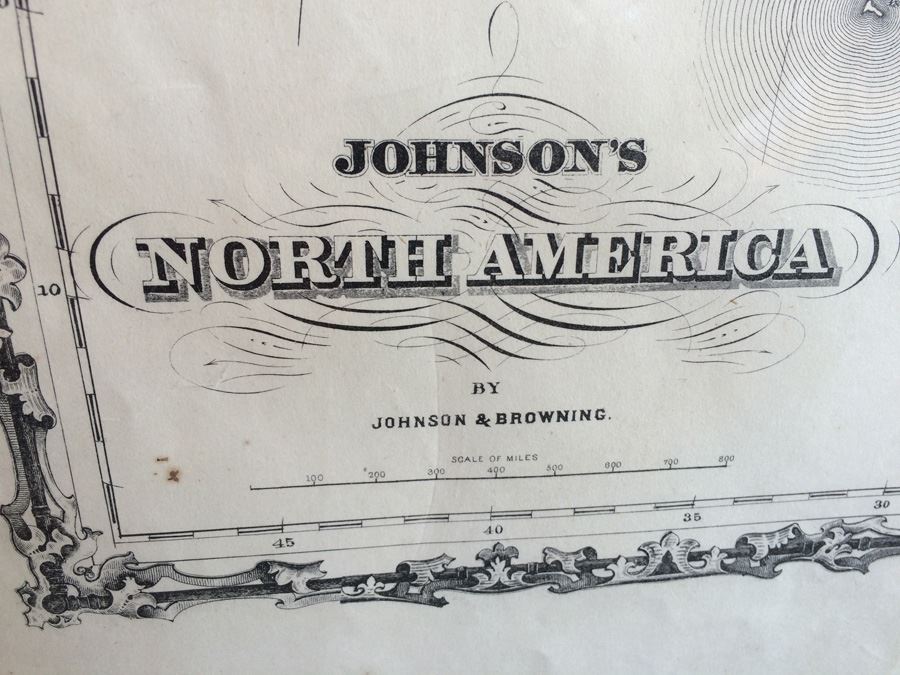 JOHNSON'S
NORTH AMERICA
BY
JOHNSON & BROWNING.
SCALE OF MILES
100 200 300 400 500 600 700 800
10
45 40 35 30